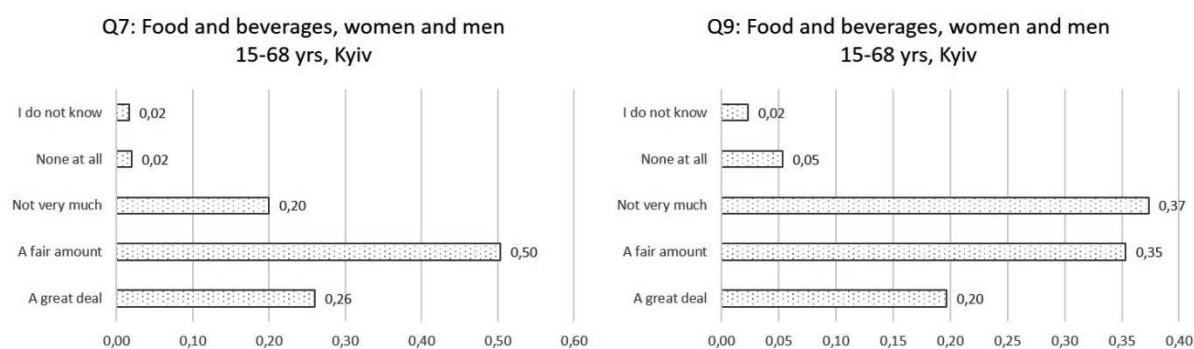 Q7: Food and beverages, women and men
15-68 yrs, Kyiv
I do not know
0,02
None at all
0,02
Not very much
0,20
A fair amount
0,50
A great deal
0,26
0,00 0,10 0,20 0,30 0,40 0,50 0,60
Q9: Food and beverages, women and men
15-68 yrs, Kyiv
I do not know
0,02
None at all
0,05
Not very much
0,37
A fair amount
0,35
A great deal
0,20
0,00 0,05 0,10 0,15 0,20 0,25 0,30 0,35 0,40